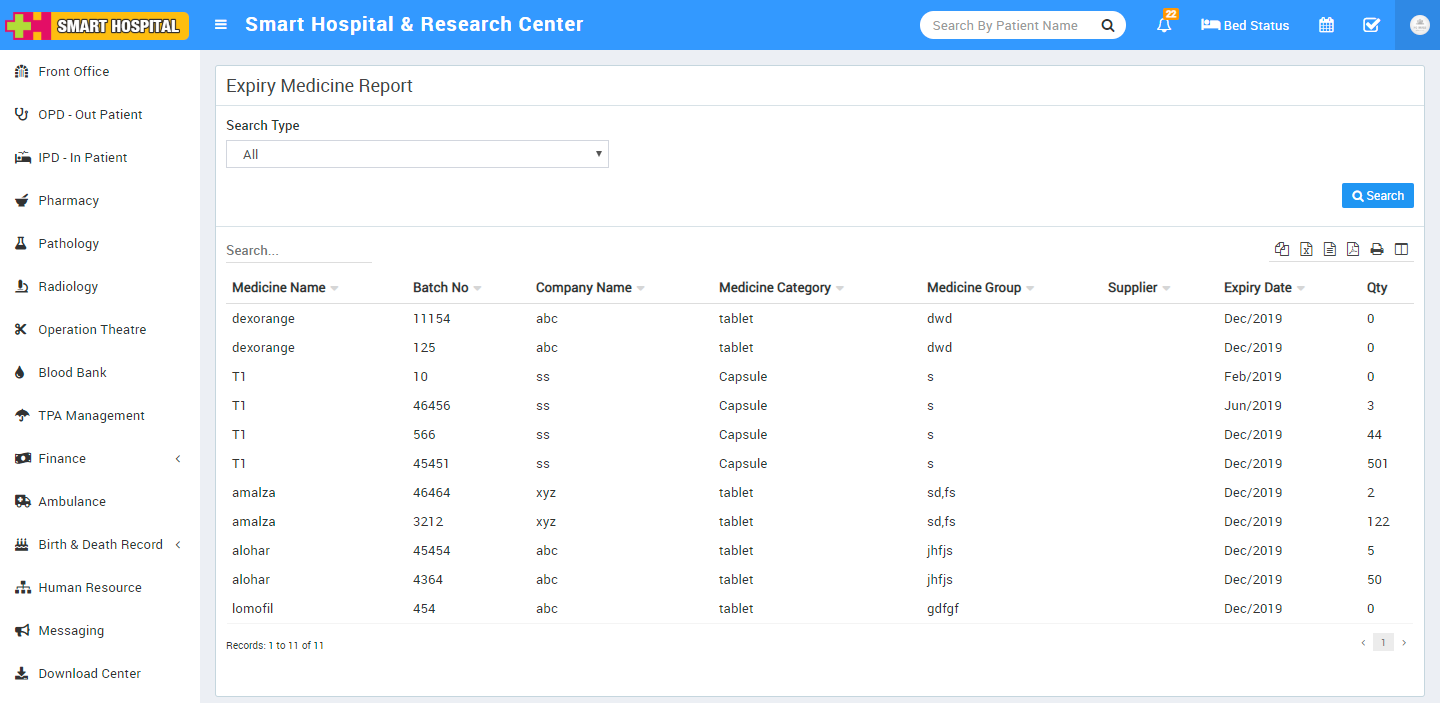 SMART HOSPITAL
Smart Hospital & Research Center
Search By Patient Name
22
Bed Status
Front Office
OPD - Out Patient
IPD - In Patient
Pharmacy
Pathology
Radiology
Operation Theatre
Blood Bank
TPA Management
Finance
Ambulance
Birth & Death Record
Human Resource
Messaging
Download Center
Expiry Medicine Report
Search Type
All
Search
Search...
Medicine Name Batch No Company Name Medicine Category Medicine Group Supplier Expiry Date Qty
dexorange 11154 abc tablet dwd Dec/2019 0
dexorange 125 abc tablet dwd Dec/2019 0
T1 10 ss Capsule s Feb/2019 0
T1 46456 ss Capsule s Jun/2019 3
T1 566 ss Capsule s Dec/2019 44
T1 45451 ss Capsule s Dec/2019 501
amalza 46464 xyz tablet sd,fs Dec/2019 2
amalza 3212 xyz tablet sd,fs Dec/2019 122
alohar 45454 abc tablet jhfjs Dec/2019 5
alohar 4364 abc tablet jhfjs Dec/2019 50
lomofil 454 abc tablet gdfgf Dec/2019 0
Records: 1 to 11 of 11
1